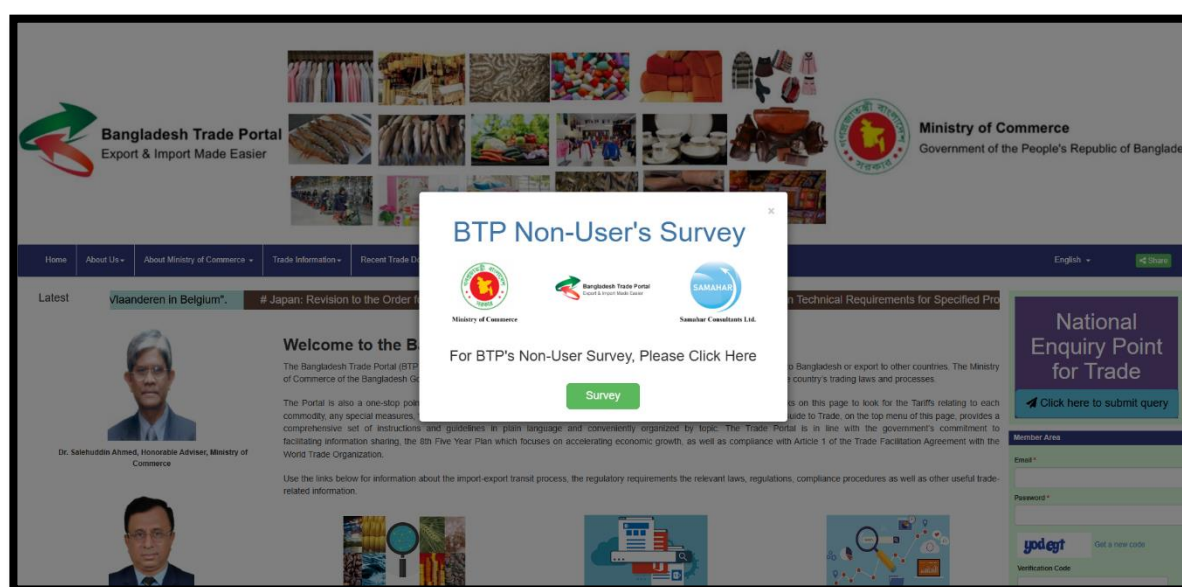 Bangladesh Trade Portal
Export & Import Made Easier
Ministry of Commerce
Government of the People's Republic of Banglade
Home About Us About Ministry of Commerce Trade Information Recent Trade De English Share
×
BTP Non-User's Survey
Ministry of Commerce
Bangladesh Trade Portal
Export & Import Made Easier
SAMAHAR
Samahar Consultants Ltd.
For BTP's Non-User Survey, Please Click Here
Survey
Latest Vlaanderen in Belgium". # Japan: Revision to the Order fo n Technical Requirements for Specified Pro
Welcome to the B
The Bangladesh Trade Portal (BTP o Bangladesh or export to other countries. The Ministry
of Commerce of the Bangladesh Go e country's trading laws and processes.
The Portal is also a one-stop poin ks on this page to look for the Tariffs relating to each
commodity, any special measures, uide to Trade, on the top menu of this page, provides a
comprehensive set of instructions and guidelines in plain language and conveniently organized by topic. The Trade Portal is in line with the government's commitment to
facilitating information sharing, the 8th Five Year Plan which focuses on accelerating economic growth, as well as compliance with Article 1 of the Trade Facilitation Agreement with the
World Trade Organization.
Use the links below for information about the import-export transit process, the regulatory requirements the relevant laws, regulations, compliance procedures as well as other useful trade-
related information.
Dr. Salehuddin Ahmed, Honorable Adviser, Ministry of
Commerce
National
Enquiry Point
for Trade
Click here to submit query
Member Area
Email *
Password *
yodegt Get a new code
Verification Code